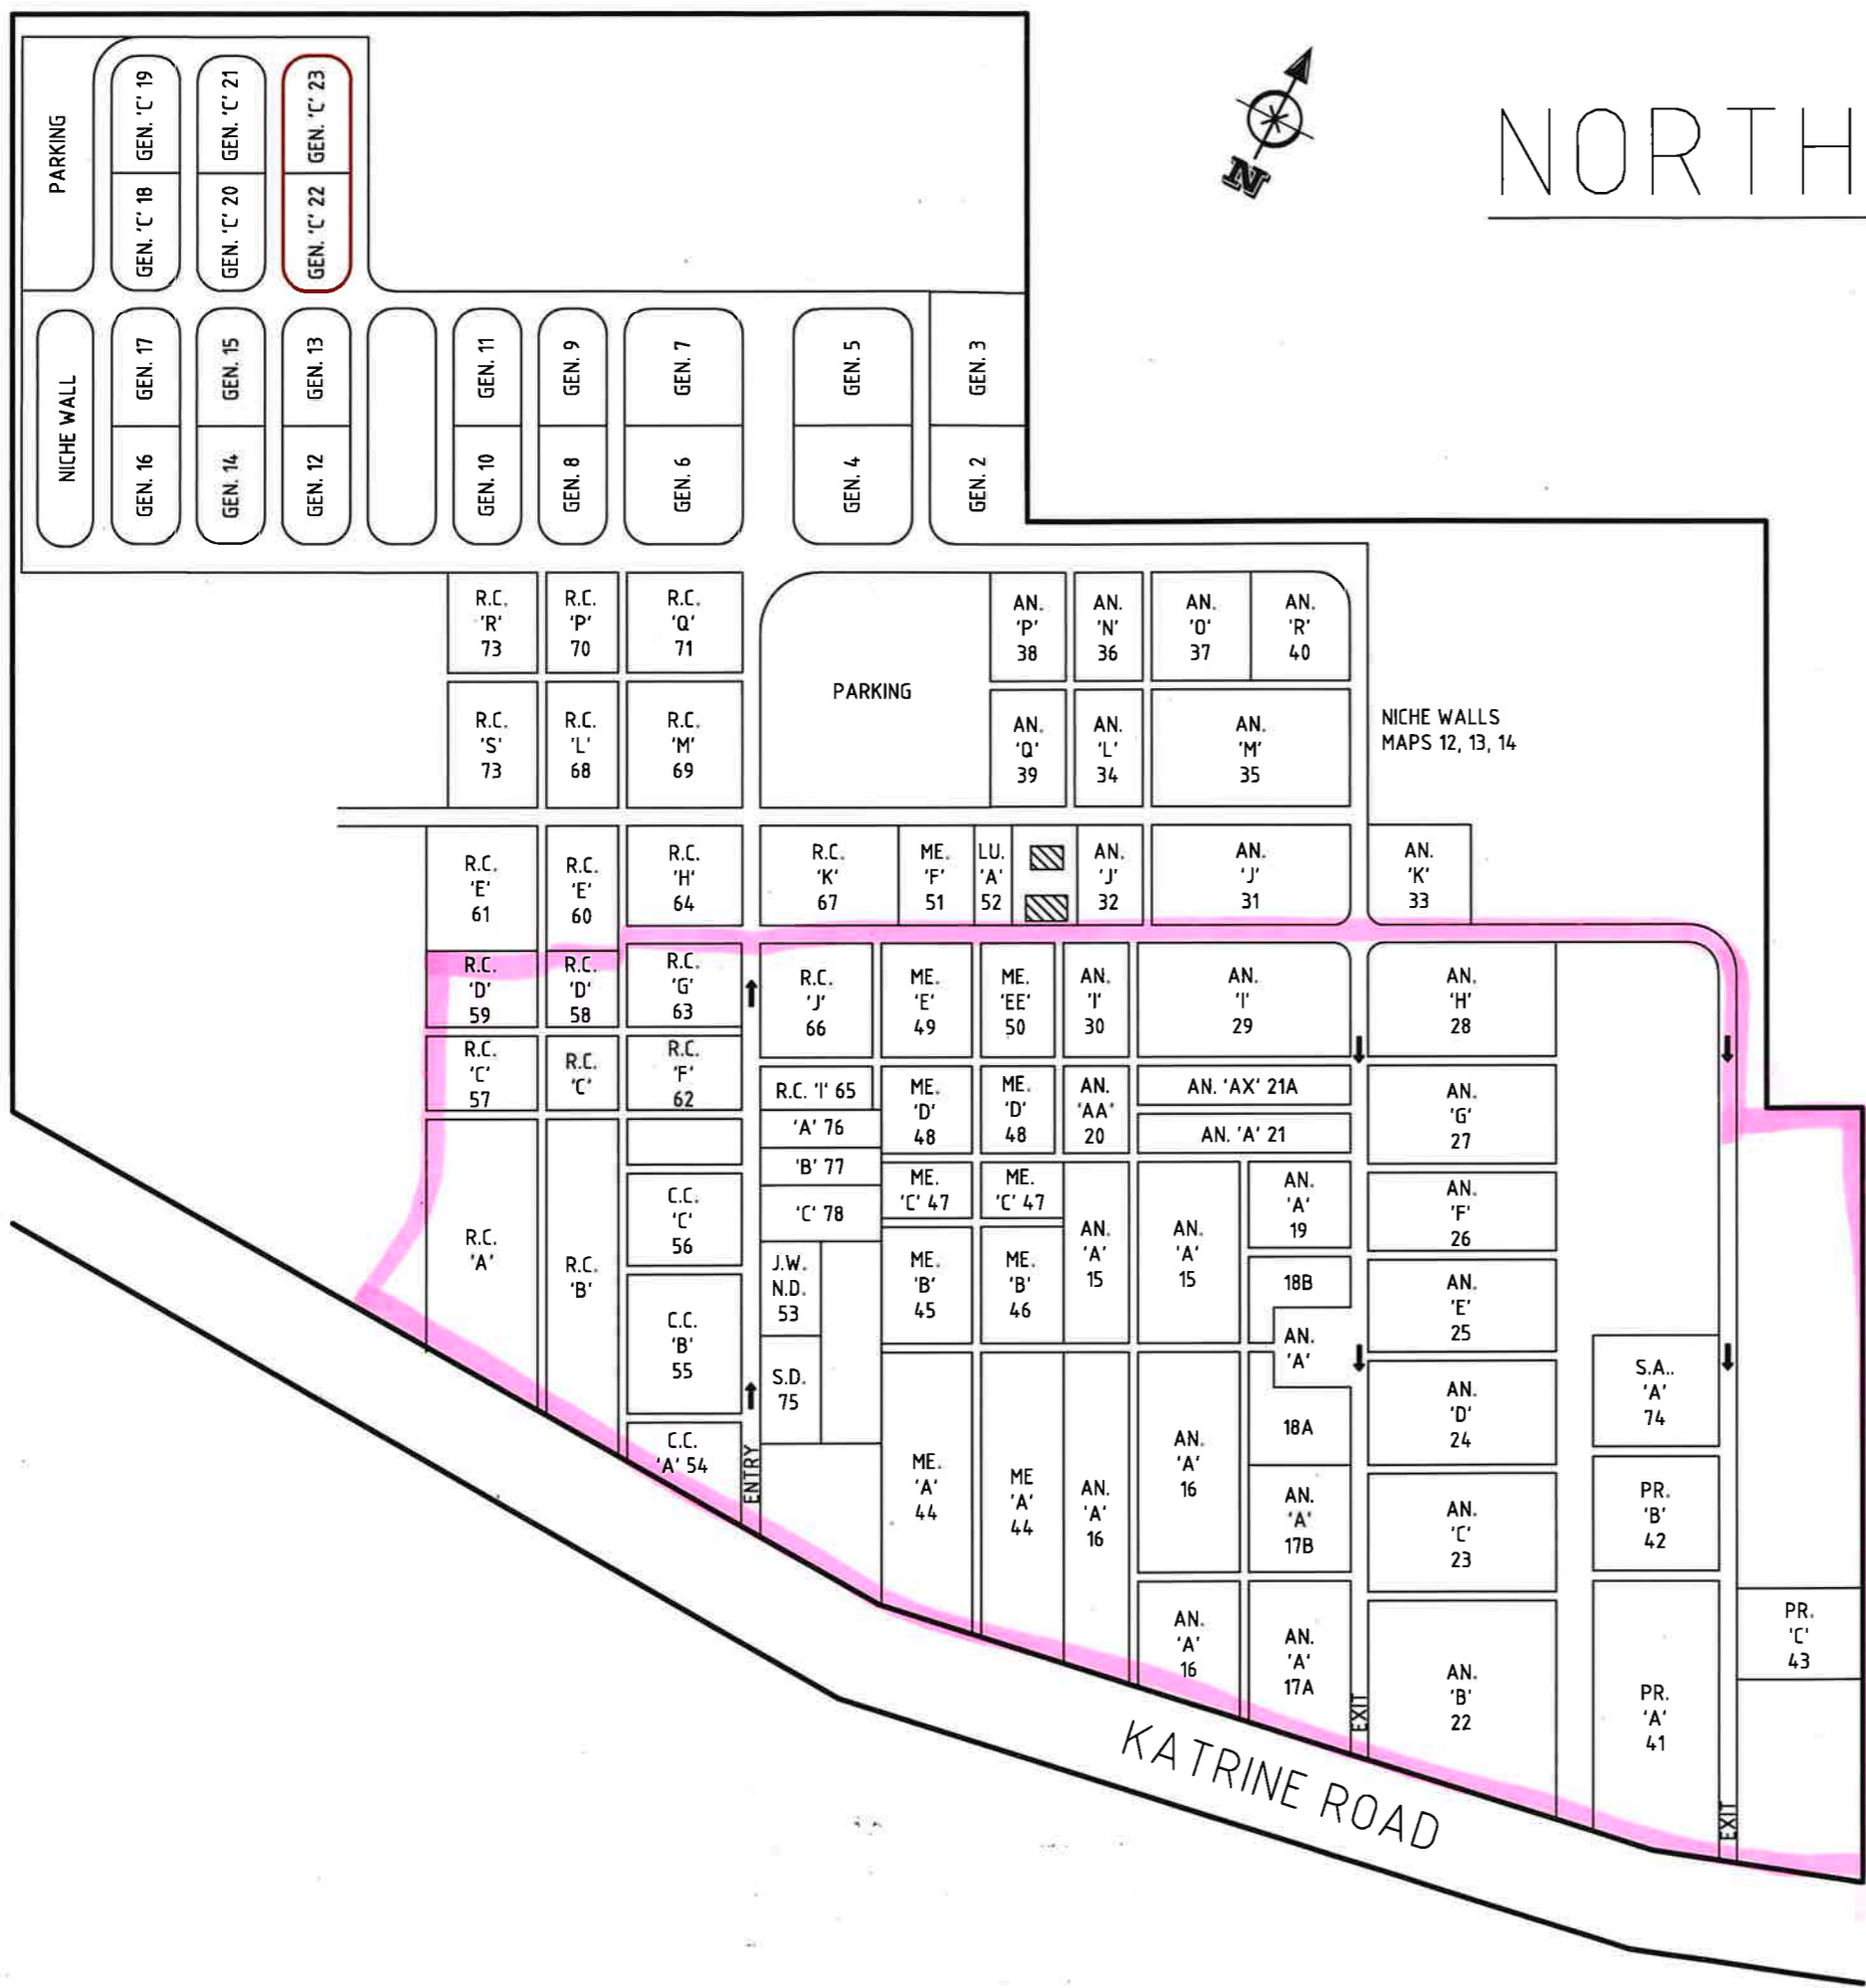 NORTH
N
PARKING
GEN. 'C' 19
GEN. 'C' 21
GEN. 'C' 23
GEN. 'C' 18
GEN. 'C' 20
GEN. 'C' 22
NICHE WALL
GEN. 17
GEN. 15
GEN. 13
GEN. 11
GEN. 9
GEN. 7
GEN. 5
GEN. 3
GEN. 16
GEN. 14
GEN. 12
GEN. 10
GEN. 8
GEN. 6
GEN. 4
GEN. 2
R.C.
'R'
73
R.C.
'P'
70
R.C.
'Q'
71
PARKING
AN.
'P'
38
AN.
'N'
36
AN.
'O'
37
AN.
'R'
40
R.C.
'S'
73
R.C.
'L'
68
R.C.
'M'
69
AN.
'Q'
39
AN.
'L'
34
AN.
'M'
35
NICHE WALLS
MAPS 12, 13, 14
R.C.
'E'
61
R.C.
'E'
60
R.C.
'H'
64
R.C.
'K'
67
ME.
'F'
51
LU.
'A'
52
AN.
'J'
32
AN.
'J'
31
AN.
'K'
33
R.C.
'D'
59
R.C.
'D'
58
R.C.
'G'
63
R.C.
'J'
66
ME.
'E'
49
ME.
'EE'
50
AN.
'I'
30
AN.
'I'
29
AN.
'H'
28
R.C.
'C'
57
R.C.
'C'
R.C.
'F'
62
R.C. 'I' 65
'A' 76
'B' 77
'C' 78
ME.
'D'
48
ME.
'D'
48
AN.
'AA'
20
AN. 'AX' 21A
AN. 'A' 21
AN.
'G'
27
R.C.
'A'
R.C.
'B'
C.C.
'C'
56
ME.
'C' 47
ME.
'C' 47
AN.
'A'
15
AN.
'A'
15
AN.
'A'
19
AN.
'F'
26
C.C.
'B'
55
J.W.
N.D.
53
ME.
'B'
45
ME.
'B'
46
18B
AN.
'A'
AN.
'E'
25
S.D.
75
18A
AN.
'D'
24
S.A..
'A'
74
C.C.
'A' 54
ENTRY
ME.
'A'
44
ME
'A'
44
AN.
'A'
16
AN.
'A'
16
AN.
'A'
17B
AN.
'C'
23
PR.
'B'
42
AN.
'A'
16
AN.
'A'
17A
EXIT
AN.
'B'
22
PR.
'A'
41
EXIT
PR.
'C'
43
KATRINE ROAD